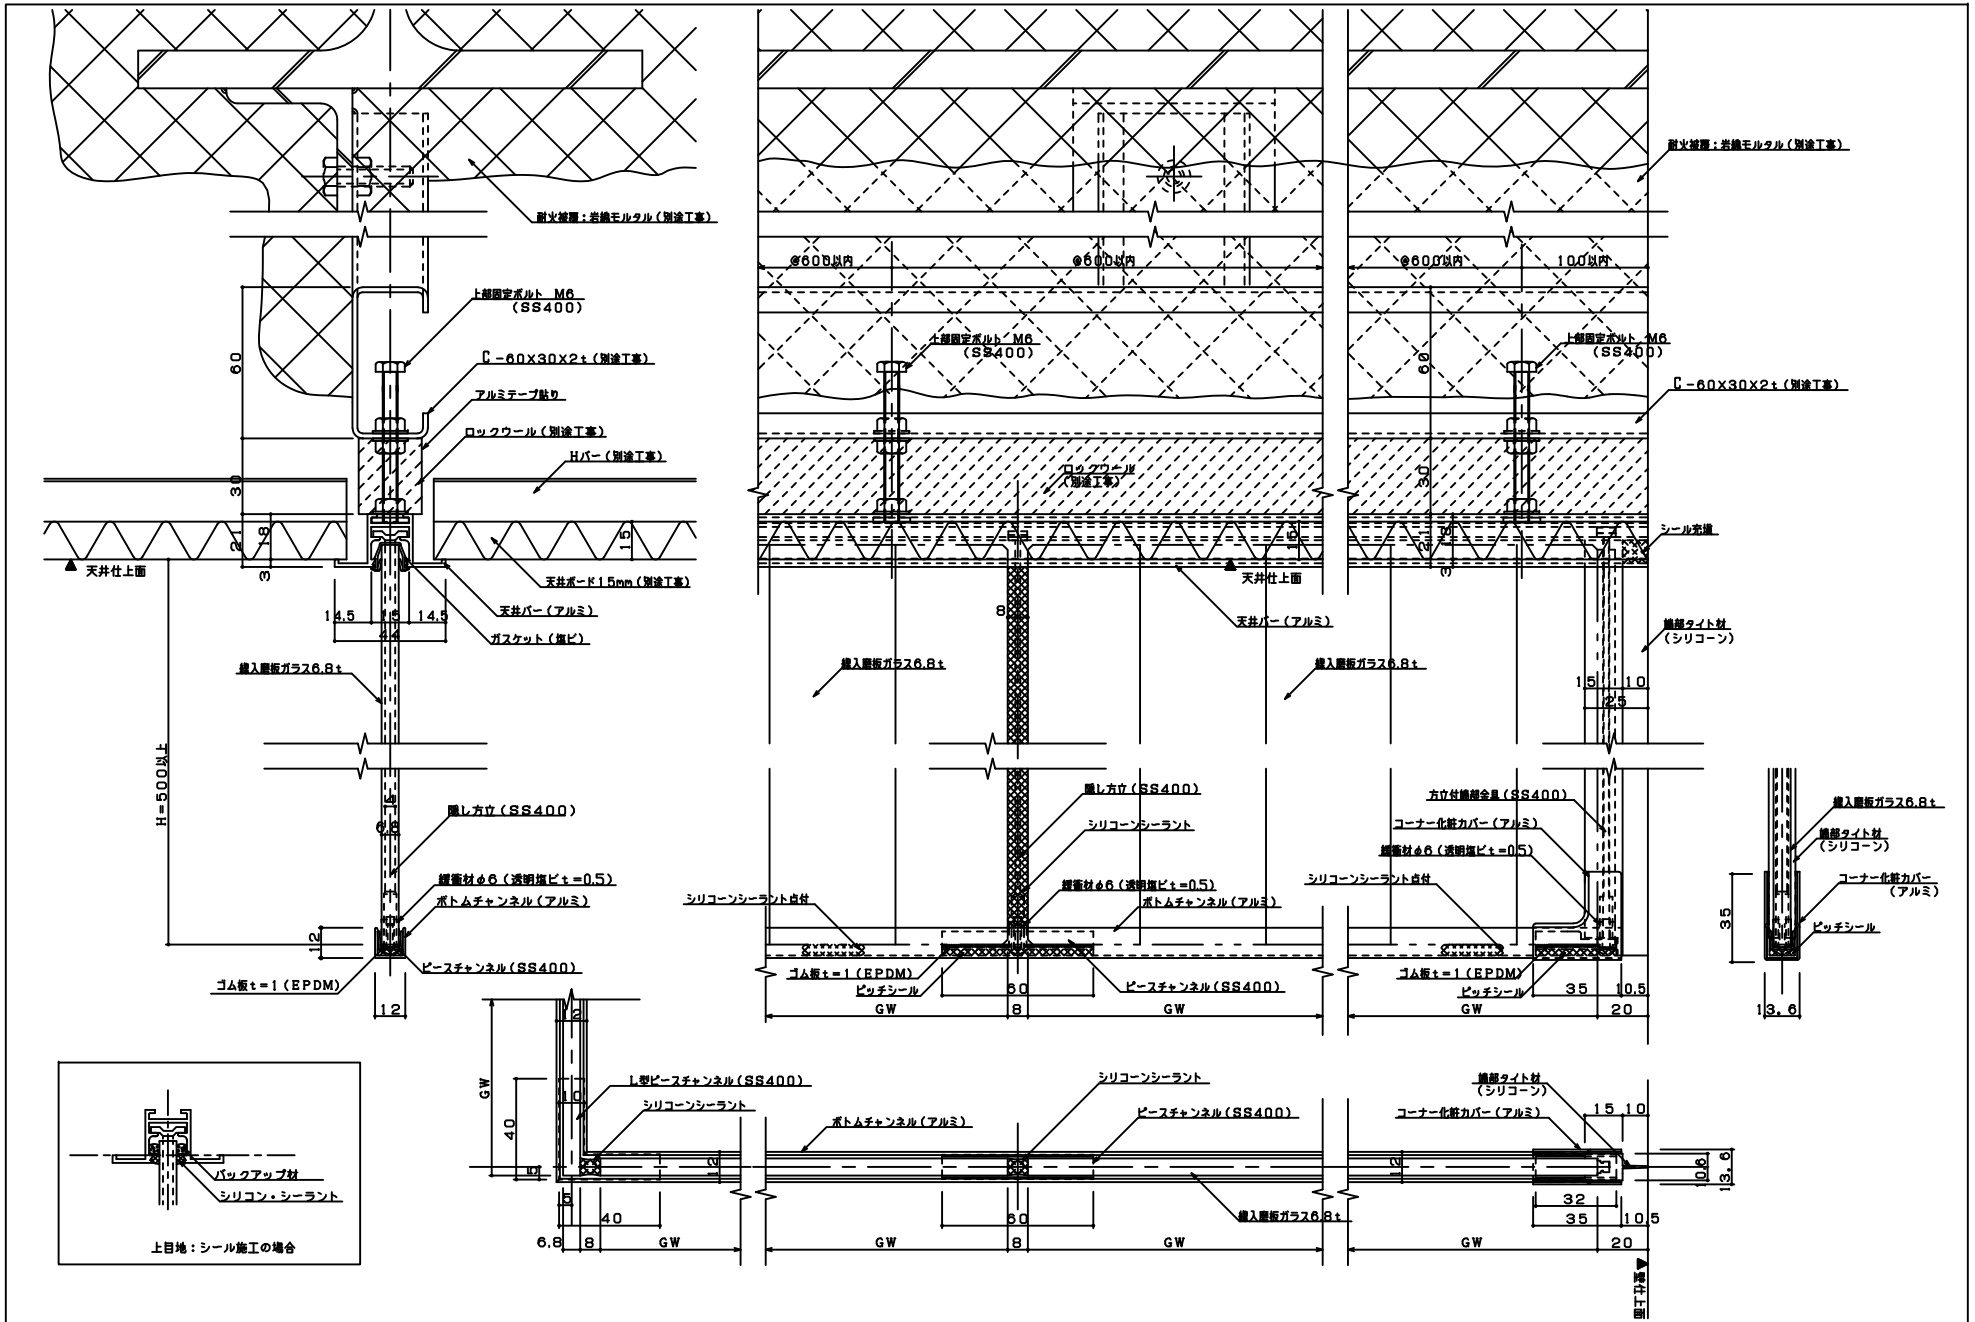 耐火被覆：岩綿モルタル（別途工事）
上部固定ボルト M6
（SS400）
C-60X30X2t（別途工事）
アルミテープ貼り
ロックウール（別途工事）
Hバー（別途工事）
60
30
21
18
3
15
天井仕上面
天井ボード15mm（別途工事）
天井バー（アルミ）
ガスケット（塩ビ）
14.5
15
14.5
44
線入磨板ガラス6.8t
H=500以上
隠し方立（SS400）
6.8
緩衝材φ6（透明塩ビt=0.5）
ボトムチャンネル（アルミ）
12
ピースチャンネル（SS400）
ゴム板t=1（EPDM）
12
耐火被覆：岩綿モルタル（別途工事）
@600以内
@600以内
@600以内
100以内
上部固定ボルト M6
（SS400）
上部固定ボルト M6
（SS400）
60
C-60X30X2t（別途工事）
ロックウール
（別途工事）
30
15
21
18
3
シール充填
天井仕上面
天井バー（アルミ）
8
端部タイト材
（シリコーン）
線入磨板ガラス6.8t
線入磨板ガラス6.8t
15
10
25
隠し方立（SS400）
シリコーンシーラント
緩衝材φ6（透明塩ビt=0.5）
ボトムチャンネル（アルミ）
シリコーンシーラント点付
方立付端部金具（SS400）
コーナー化粧カバー（アルミ）
緩衝材φ6（透明塩ビt=0.5）
シリコーンシーラント点付
ゴム板t=1（EPDM）
ピッチシール
60
ピースチャンネル（SS400）
ゴム板t=1（EPDM）
ピッチシール
35
10.5
GW
8
GW
GW
20
線入磨板ガラス6.8t
端部タイト材
（シリコーン）
コーナー化粧カバー
（アルミ）
ピッチシール
35
13.6
バックアップ材
シリコン・シーラント
上目地：シール施工の場合
GW
12
L型ピースチャンネル（SS400）
10
シリコーンシーラント
40
5
5
40
6.8
8
GW
ボトムチャンネル（アルミ）
12
シリコーンシーラント
ピースチャンネル（SS400）
60
GW
8
GW
線入磨板ガラス6.8t
12
端部タイト材
（シリコーン）
コーナー化粧カバー（アルミ）
15
10
10.6
13.6
32
35
10.5
GW
20
壁仕上面